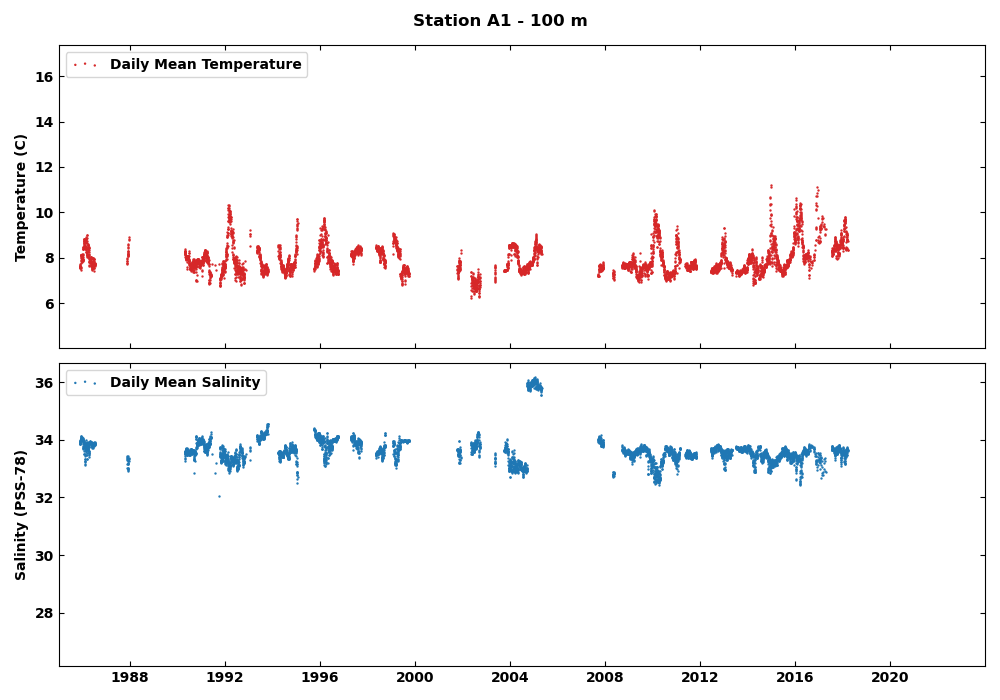 Station A1 - 100 m
Daily Mean Temperature
Temperature (C)
16
14
12
10
8
6
Daily Mean Salinity
Salinity (PSS-78)
36
34
32
30
28
1988 1992 1996 2000 2004 2008 2012 2016 2020